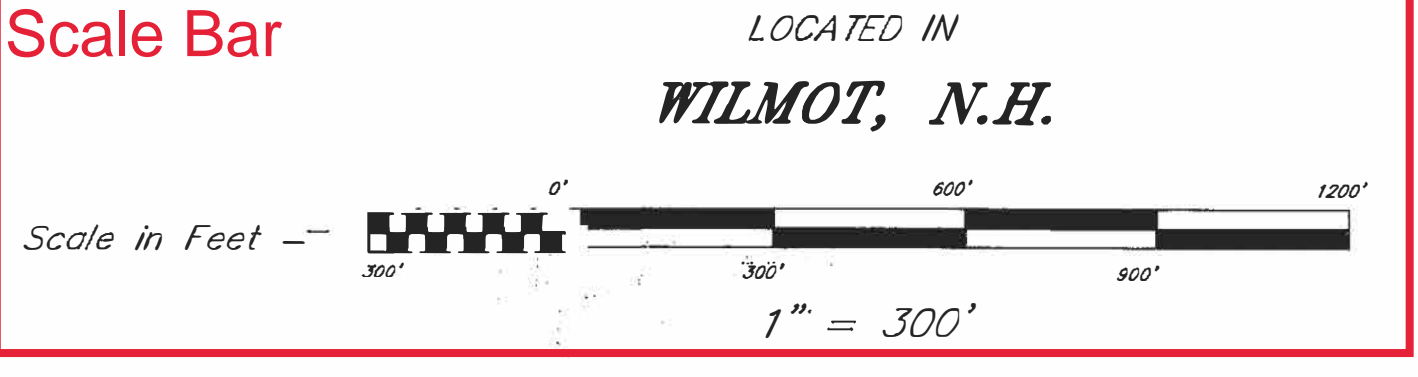 Scale Bar
LOCATED IN
WILMOT, N.H.
0' 600' 1200'
Scale in Feet –
300' 300' 900'
1" = 300'